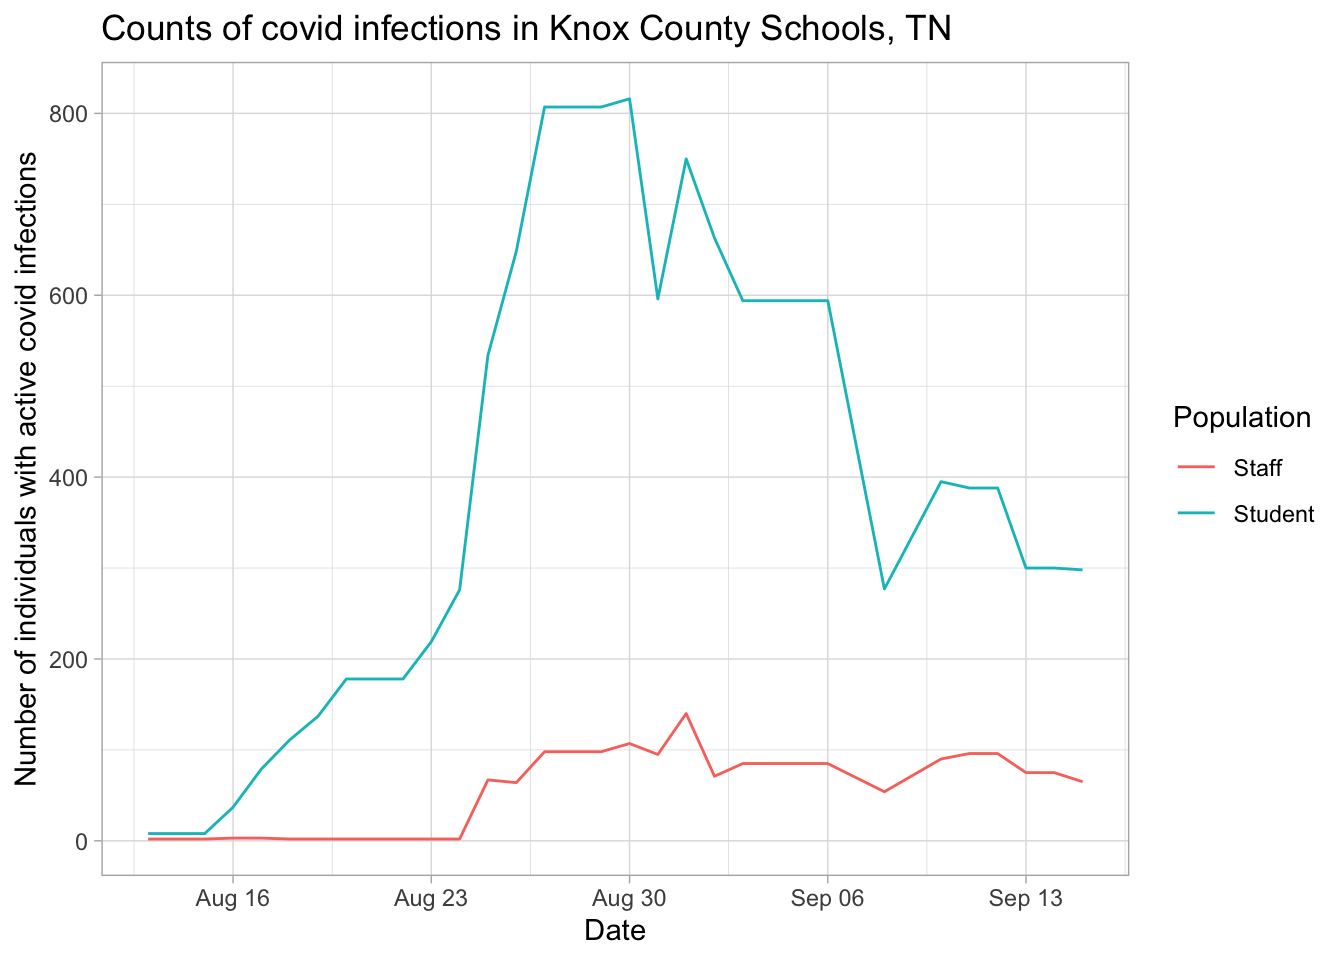 Counts of covid infections in Knox County Schools, TN
Number of individuals with active covid infections
800
600
400
200
0
Aug 16
Aug 23
Aug 30
Sep 06
Sep 13
Date
Population
Staff
Student